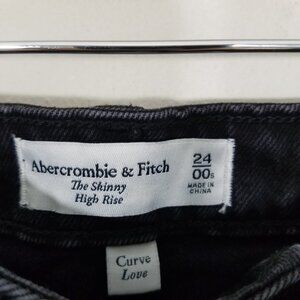 Abercrombie & Fitch
The Skinny
High Rise
24
00s
MADE IN
CHINA
Curve
Love